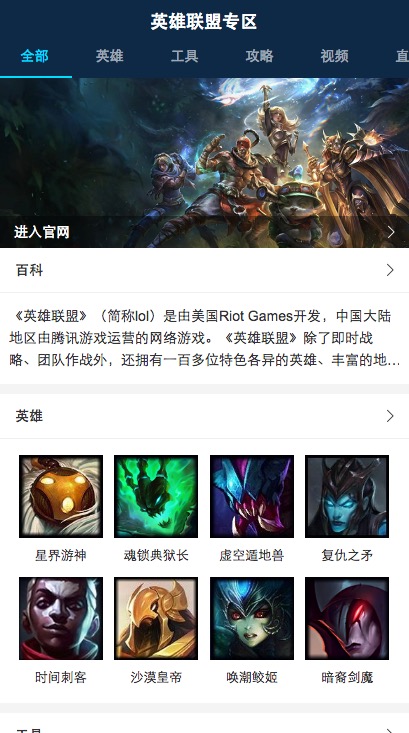 英雄联盟专区
全部 英雄 工具 攻略 视频
进入官网
百科
《英雄联盟》（简称lol）是由美国Riot Games开发，中国大陆
地区由腾讯游戏运营的网络游戏。《英雄联盟》除了即时战
略、团队作战外，还拥有一百多位特色各异的英雄、丰富的地…
英雄
星界游神 魂锁典狱长 虚空遁地兽 复仇之矛
时间刺客 沙漠皇帝 唤潮鲛姬 暗裔剑魔